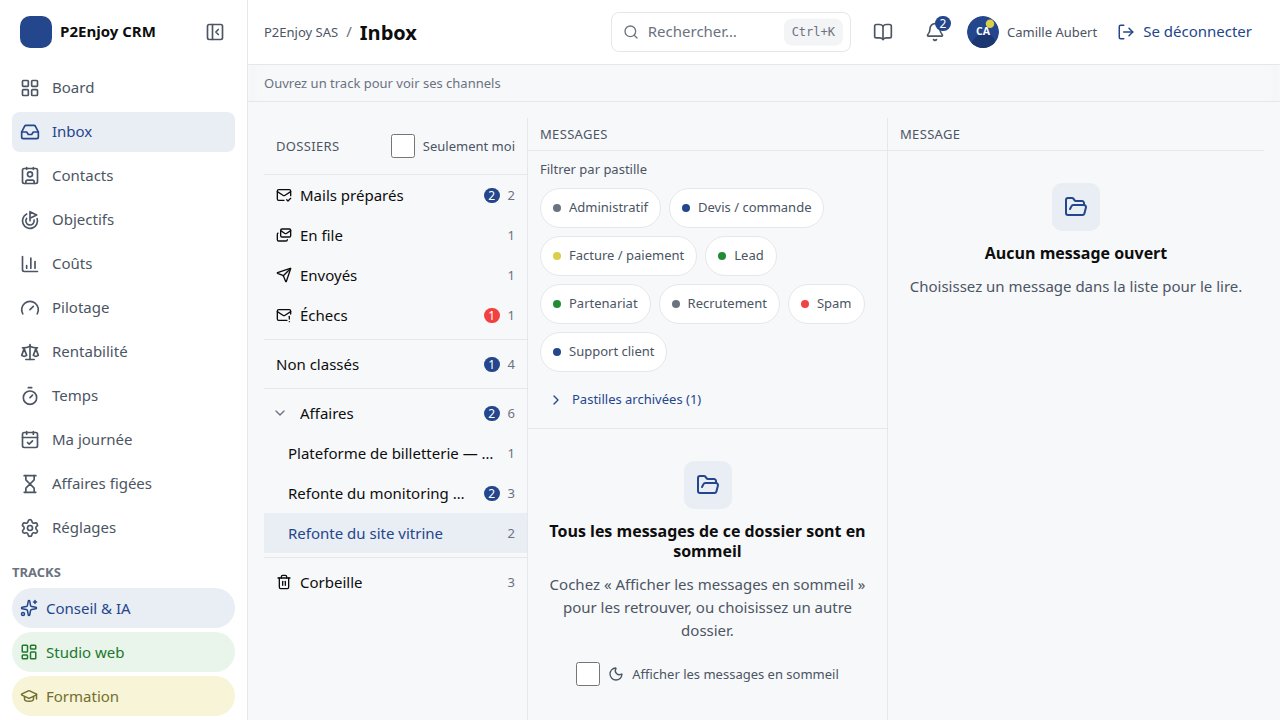 P2Enjoy CRM
P2Enjoy SAS / Inbox
Rechercher... Ctrl+K
2
CA Camille Aubert
Se déconnecter
Board
Inbox
Contacts
Objectifs
Coûts
Pilotage
Rentabilité
Temps
Ma journée
Affaires figées
Réglages
TRACKS
Conseil & IA
Studio web
Formation
Ouvrez un track pour voir ses channels
DOSSIERS Seulement moi
Mails préparés 2 2
En file 1
Envoyés 1
Échecs 1 1
Non classés 1 4
Affaires 2 6
Plateforme de billetterie — ... 1
Refonte du monitoring ... 2 3
Refonte du site vitrine 2
Corbeille 3
MESSAGES
Filtrer par pastille
Administratif Devis / commande
Facture / paiement Lead
Partenariat Recrutement Spam
Support client
Pastilles archivées (1)
Tous les messages de ce dossier sont en
sommeil
Cochez « Afficher les messages en sommeil »
pour les retrouver, ou choisissez un autre
dossier.
Afficher les messages en sommeil
MESSAGE
Aucun message ouvert
Choisissez un message dans la liste pour le lire.